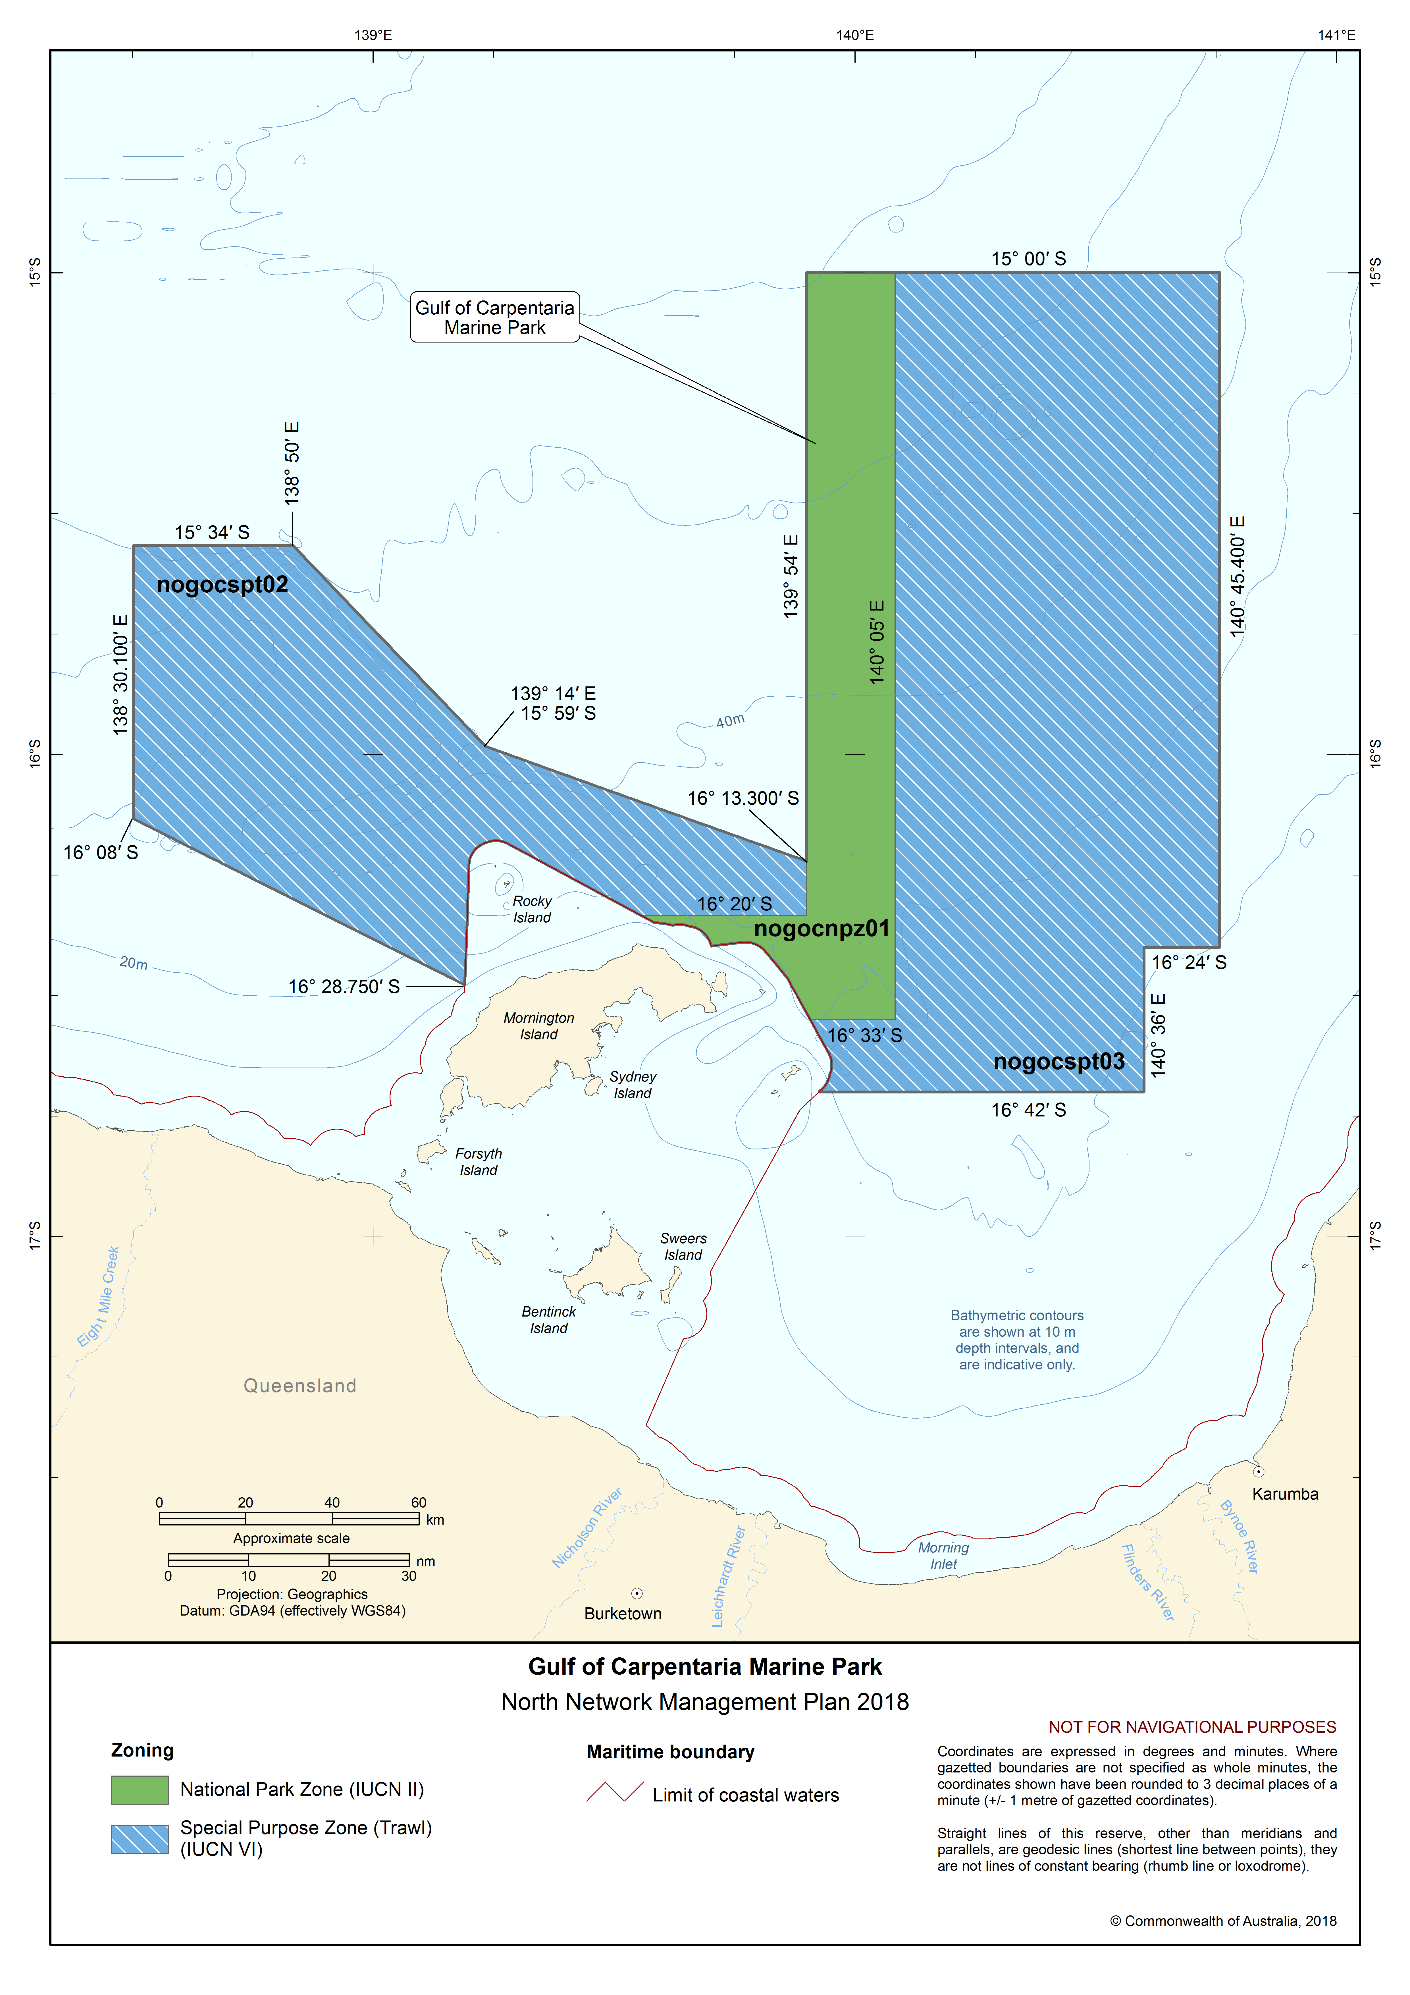 139°E
140°E
141°E
15°S
15°S
15° 00′ S
Gulf of Carpentaria
Marine Park
138° 50′ E
15° 34′ S
nogocspt02
139° 54′ E
140° 45.400′ E
140° 05′ E
138° 30.100′ E
139° 14′ E
15° 59′ S
40m
16°S
16°S
16° 13.300′ S
16° 08′ S
Rocky
Island
16° 20′ S
nogocnpz01
20m
16° 24′ S
16° 28.750′ S
Mornington
Island
16° 33′ S
140° 36′ E
nogocspt03
Sydney
Island
16° 42′ S
Forsyth
Island
17°S
17°S
Sweers
Island
Eight Mile Creek
Bentinck
Island
Bathymetric contours
are shown at 10 m
depth intervals, and
are indicative only.
Queensland
Karumba
0 20 40 60
km
Approximate scale
nm
0 10 20 30
Projection: Geographics
Datum: GDA94 (effectively WGS84)
Nicholson River
Leichhardt River
Morning
Inlet
Flinders River
Bynoe River
Burketown
Gulf of Carpentaria Marine Park
North Network Management Plan 2018
Zoning
National Park Zone (IUCN II)
Special Purpose Zone (Trawl)
(IUCN VI)
Maritime boundary
Limit of coastal waters
NOT FOR NAVIGATIONAL PURPOSES
Coordinates are expressed in degrees and minutes. Where
gazetted boundaries are not specified as whole minutes, the
coordinates shown have been rounded to 3 decimal places of a
minute (+/- 1 metre of gazetted coordinates).
Straight lines of this reserve, other than meridians and
parallels, are geodesic lines (shortest line between points), they
are not lines of constant bearing (rhumb line or loxodrome).
© Commonwealth of Australia, 2018